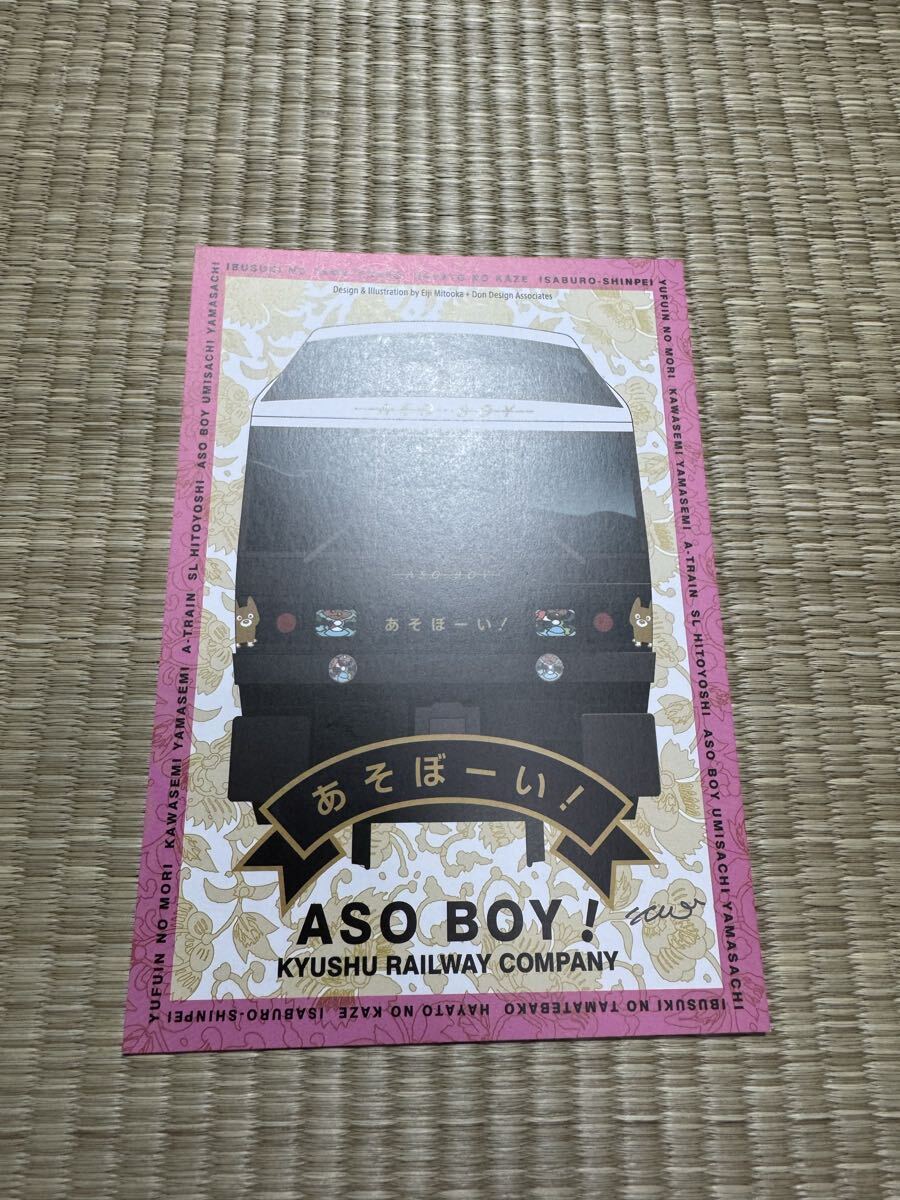 IBUSUKI NO TAMATEBAKO HAYATO NO KAZE ISABURO-SHINPEI
YUFUIN NO MORI KAWASEMI YAMASEMI A-TRAIN SL HITOYOSHI ASO BOY UMISACHI YAMASACHI
Design & Illustration by Eiji Mitooka + Don Design Associates
ASO BOY
あそぼーい!
あそぼーい!
ASO BOY !
KYUSHU RAILWAY COMPANY
YUFUIN NO MORI KAWASEMI YAMASEMI A-TRAIN SL HITOYOSHI ASO BOY UMISACHI YAMASACHI
IBUSUKI NO TAMATEBAKO HAYATO NO KAZE ISABURO-SHINPEI